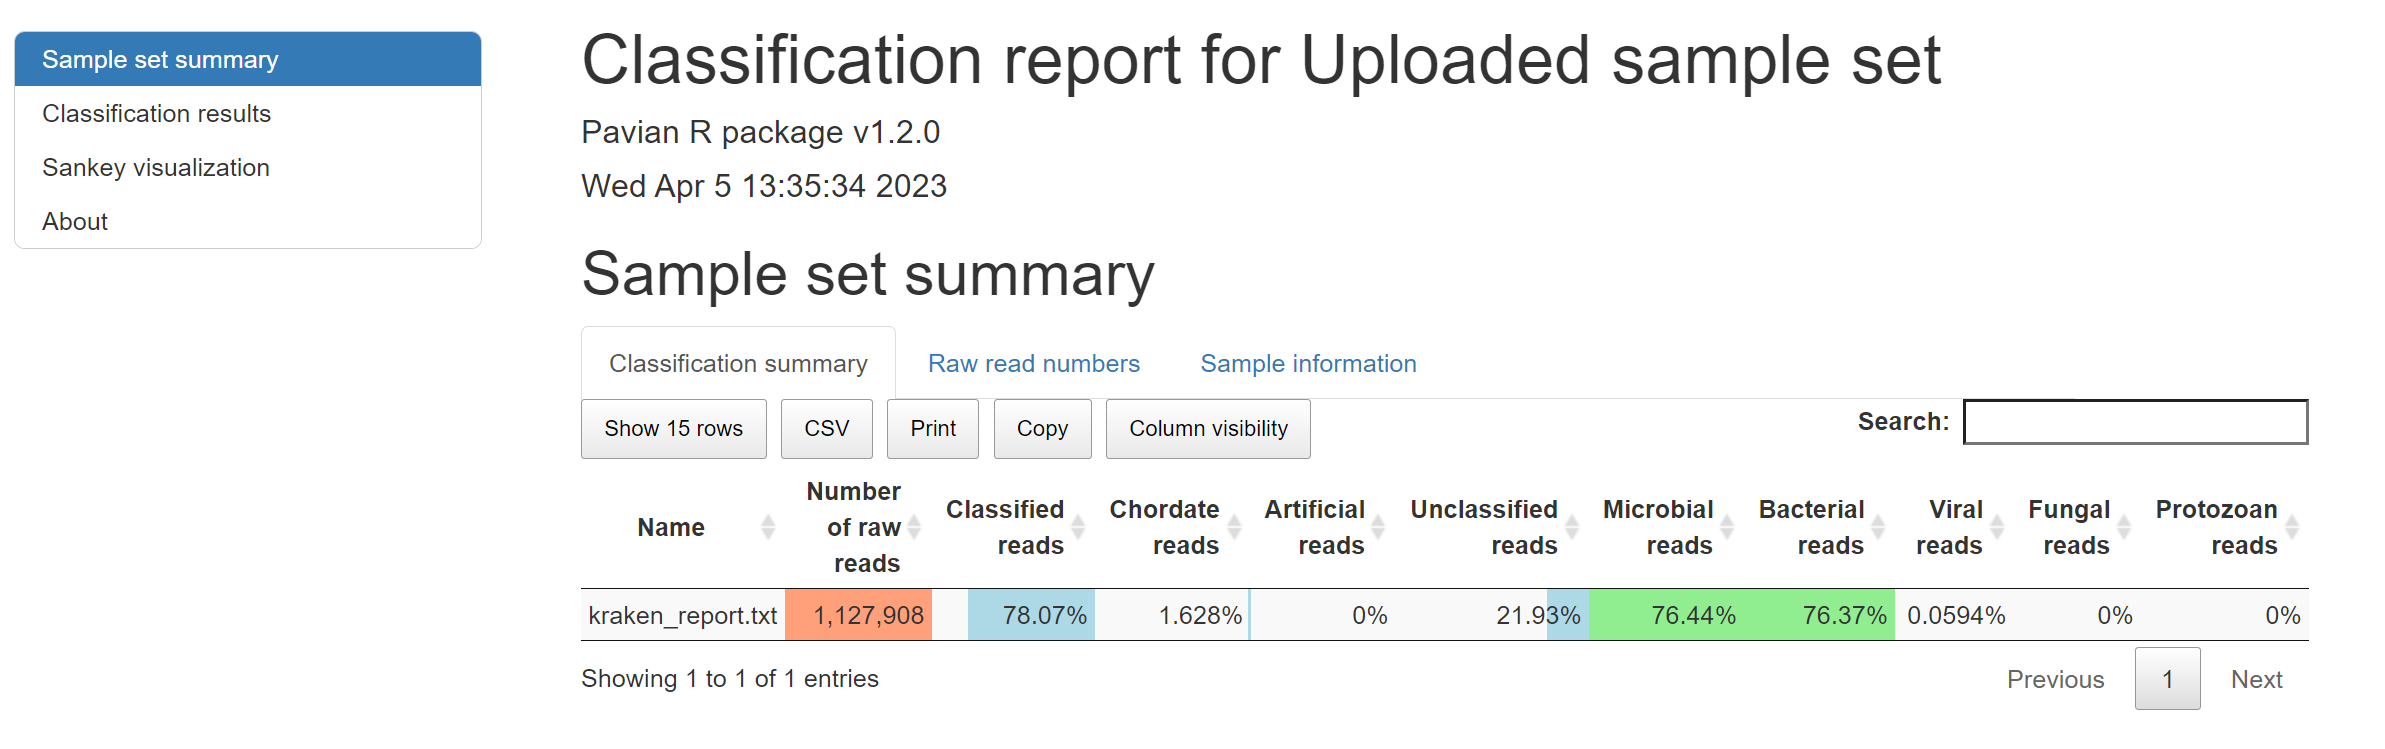 Sample set summary
Classification results
Sankey visualization
About
Classification report for Uploaded sample set
Pavian R package v1.2.0
Wed Apr 5 13:35:34 2023
Sample set summary
Classification summary Raw read numbers Sample information
Show 15 rows CSV Print Copy Column visibility Search:
Name Number of raw reads Classified reads Chordate reads Artificial reads Unclassified reads Microbial reads Bacterial reads Viral reads Fungal reads Protozoan reads
kraken_report.txt 1,127,908 78.07% 1.628% 0% 21.93% 76.44% 76.37% 0.0594% 0% 0%
Showing 1 to 1 of 1 entries Previous 1 Next